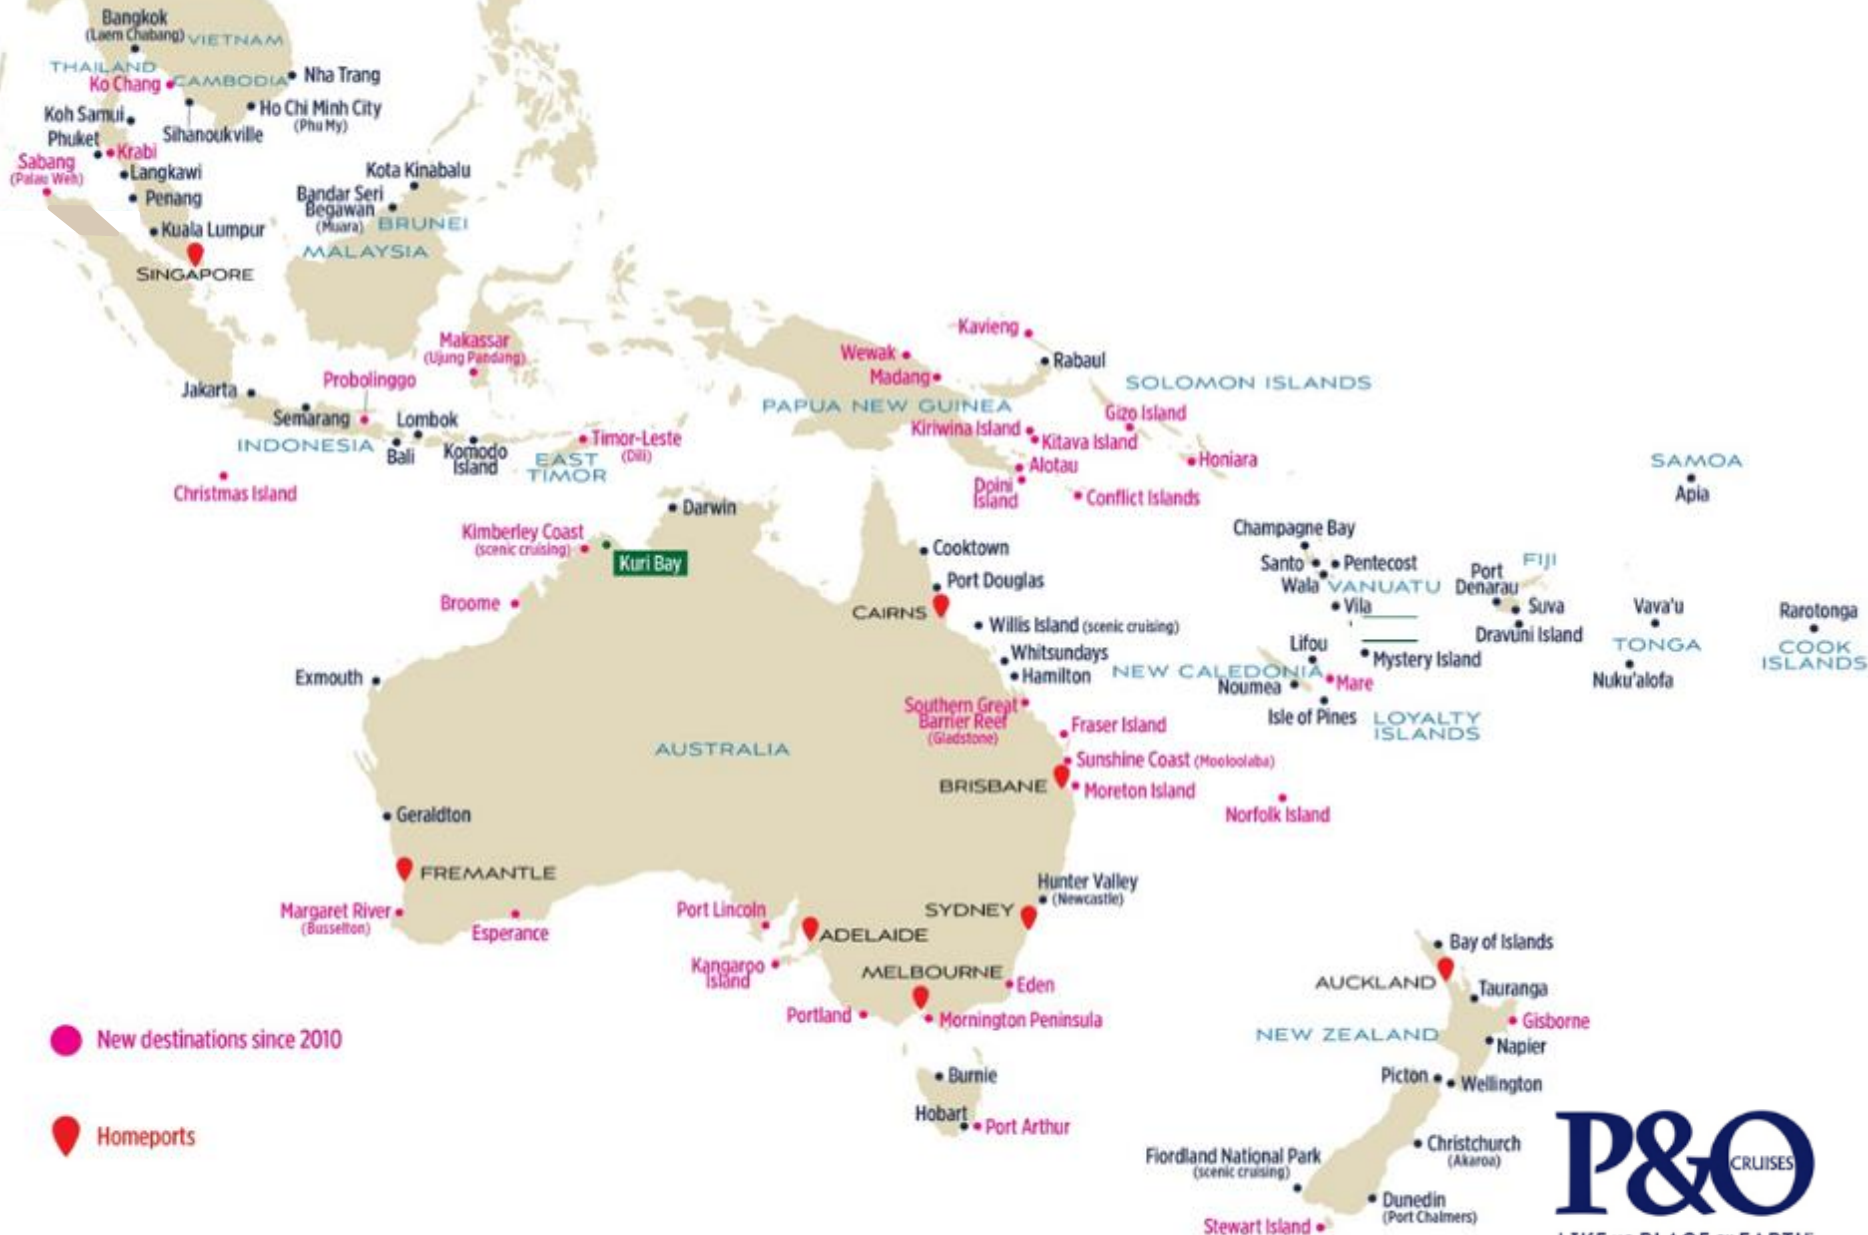 Bangkok
(Laem Chabang)
VIETNAM
THAILAND
Ko Chang
CAMBODIA
Nha Trang
Koh Samui
Ho Chi Minh City
(Phu My)
Sihanoukville
Phuket
Krabi
Sabang
(Palau Weh)
Langkawi
Kota Kinabalu
Penang
Bandar Seri
Begawan
(Muara)
BRUNEI
Kuala Lumpur
MALAYSIA
SINGAPORE
Makassar
(Ujung Pandang)
Kavieng
Wewak
Rabaul
Madang
Probolinggo
Jakarta
SOLOMON ISLANDS
PAPUA NEW GUINEA
Gizo Island
Semarang
Lombok
Kiriwina Island
Kitava Island
INDONESIA
Bali
Komodo
Island
Timor-Leste
(Dili)
EAST
TIMOR
Alotau
Honiara
SAMOA
Apia
Christmas Island
Doini
Island
Conflict Islands
Darwin
Kimberley Coast
(scenic cruising)
Kuri Bay
Cooktown
Champagne Bay
Santo
Pentecost
Wala
VANUATU
Port
Denarau
FIJI
Port Douglas
Broome
CAIRNS
Vila
Suva
Vava'u
Rarotonga
Willis Island (scenic cruising)
Dravuni Island
TONGA
COOK
ISLANDS
Whitsundays
Lifou
Mystery Island
Exmouth
Hamilton
NEW CALEDONIA
Noumea
Mare
Nuku'alofa
Southern Great
Barrier Reef
(Gladstone)
Isle of Pines
LOYALTY
ISLANDS
Fraser Island
AUSTRALIA
Sunshine Coast (Mooloolaba)
BRISBANE
Moreton Island
Norfolk Island
Geraldton
FREMANTLE
Hunter Valley
(Newcastle)
Margaret River
(Busselton)
Esperance
Port Lincoln
SYDNEY
ADELAIDE
Bay of Islands
Kangaroo
Island
MELBOURNE
Eden
AUCKLAND
Tauranga
Portland
Mornington Peninsula
Gisborne
New destinations since 2010
NEW ZEALAND
Napier
Burnie
Picton
Wellington
Hobart
Port Arthur
Homeports
Christchurch
(Akaroa)
Fiordland National Park
(scenic cruising)
P&O
CRUISES
Dunedin
(Port Chalmers)
Stewart Island